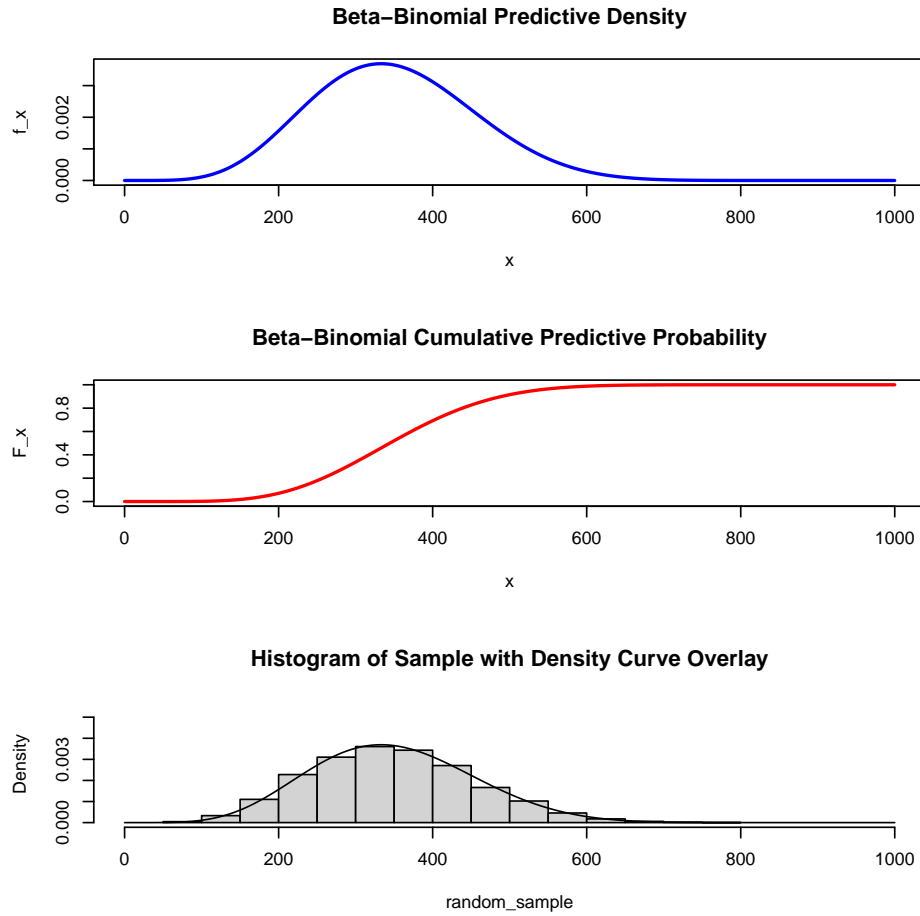 Beta−Binomial Predictive Density
f_x
0.002
0.000
0 200 400 600 800 1000
x
Beta−Binomial Cumulative Predictive Probability
F_x
0.8
0.4
0.0
0 200 400 600 800 1000
x
Histogram of Sample with Density Curve Overlay
Density
0.003
0.000
0 200 400 600 800 1000
random_sample